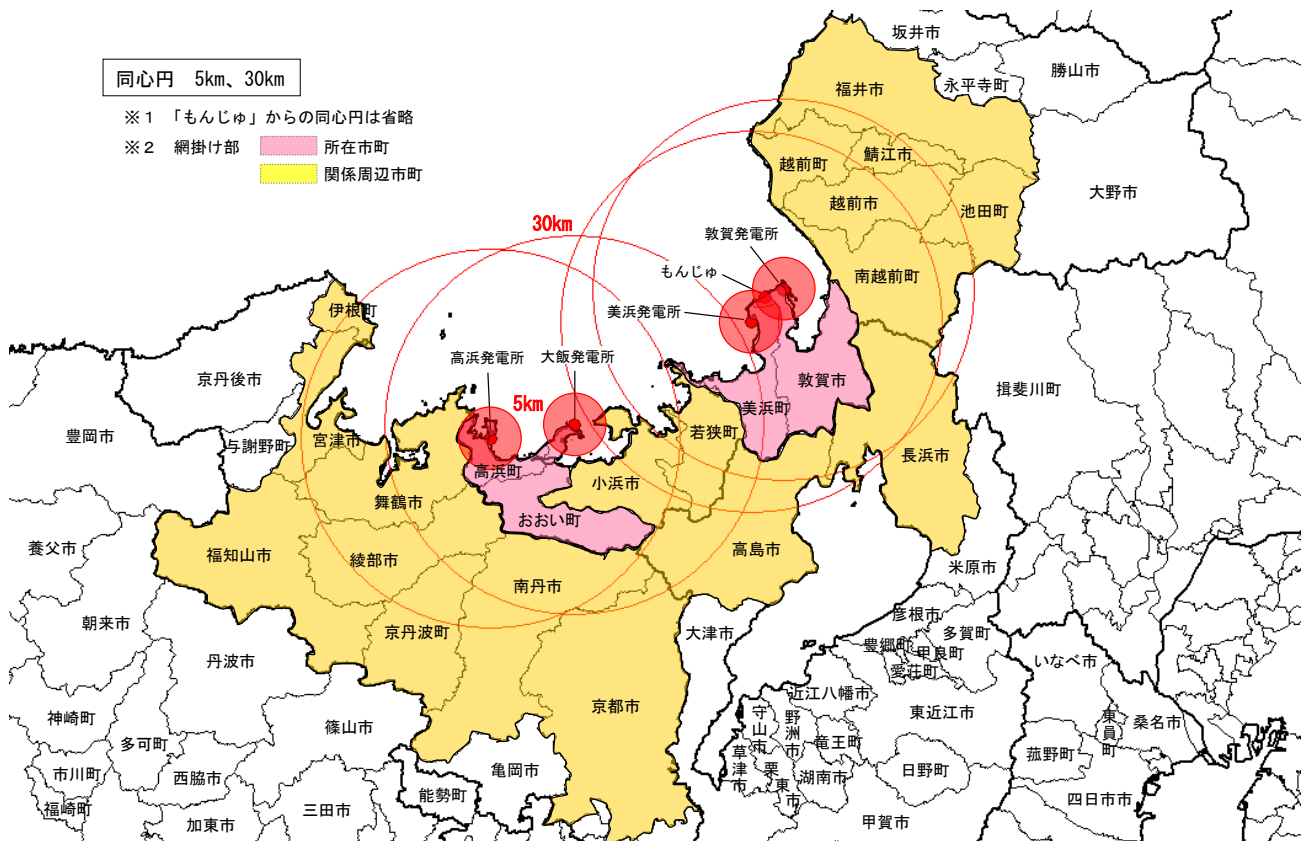 同心円 5km、30km
※１ 「もんじゅ」からの同心円は省略
※２ 網掛け部 所在市町
関係周辺市町
坂井市
勝山市
永平寺町
福井市
越前町
鯖江市
大野市
越前市
池田町
30km
敦賀発電所
もんじゅ
南越前町
美浜発電所
伊根町
高浜発電所
大飯発電所
京丹後市
敦賀市
揖斐川町
5km
美浜町
豊岡市
与謝野町
宮津市
若狭町
長浜市
高浜町
舞鶴市
小浜市
おおい町
養父市
福知山市
綾部市
高島市
南丹市
米原市
朝来市
京丹波町
大津市
彦根市
多賀町
豊郷町
甲良町
愛荘町
いなべ市
丹波市
近江八幡市
京都市
神崎町
多可町
篠山市
守山市
野洲市
東近江市
東員町
桑名市
竜王町
菰野町
市川町
西脇市
亀岡市
草津市
栗東市
湖南市
日野町
能勢町
福崎町
加東市
三田市
甲賀市
四日市市